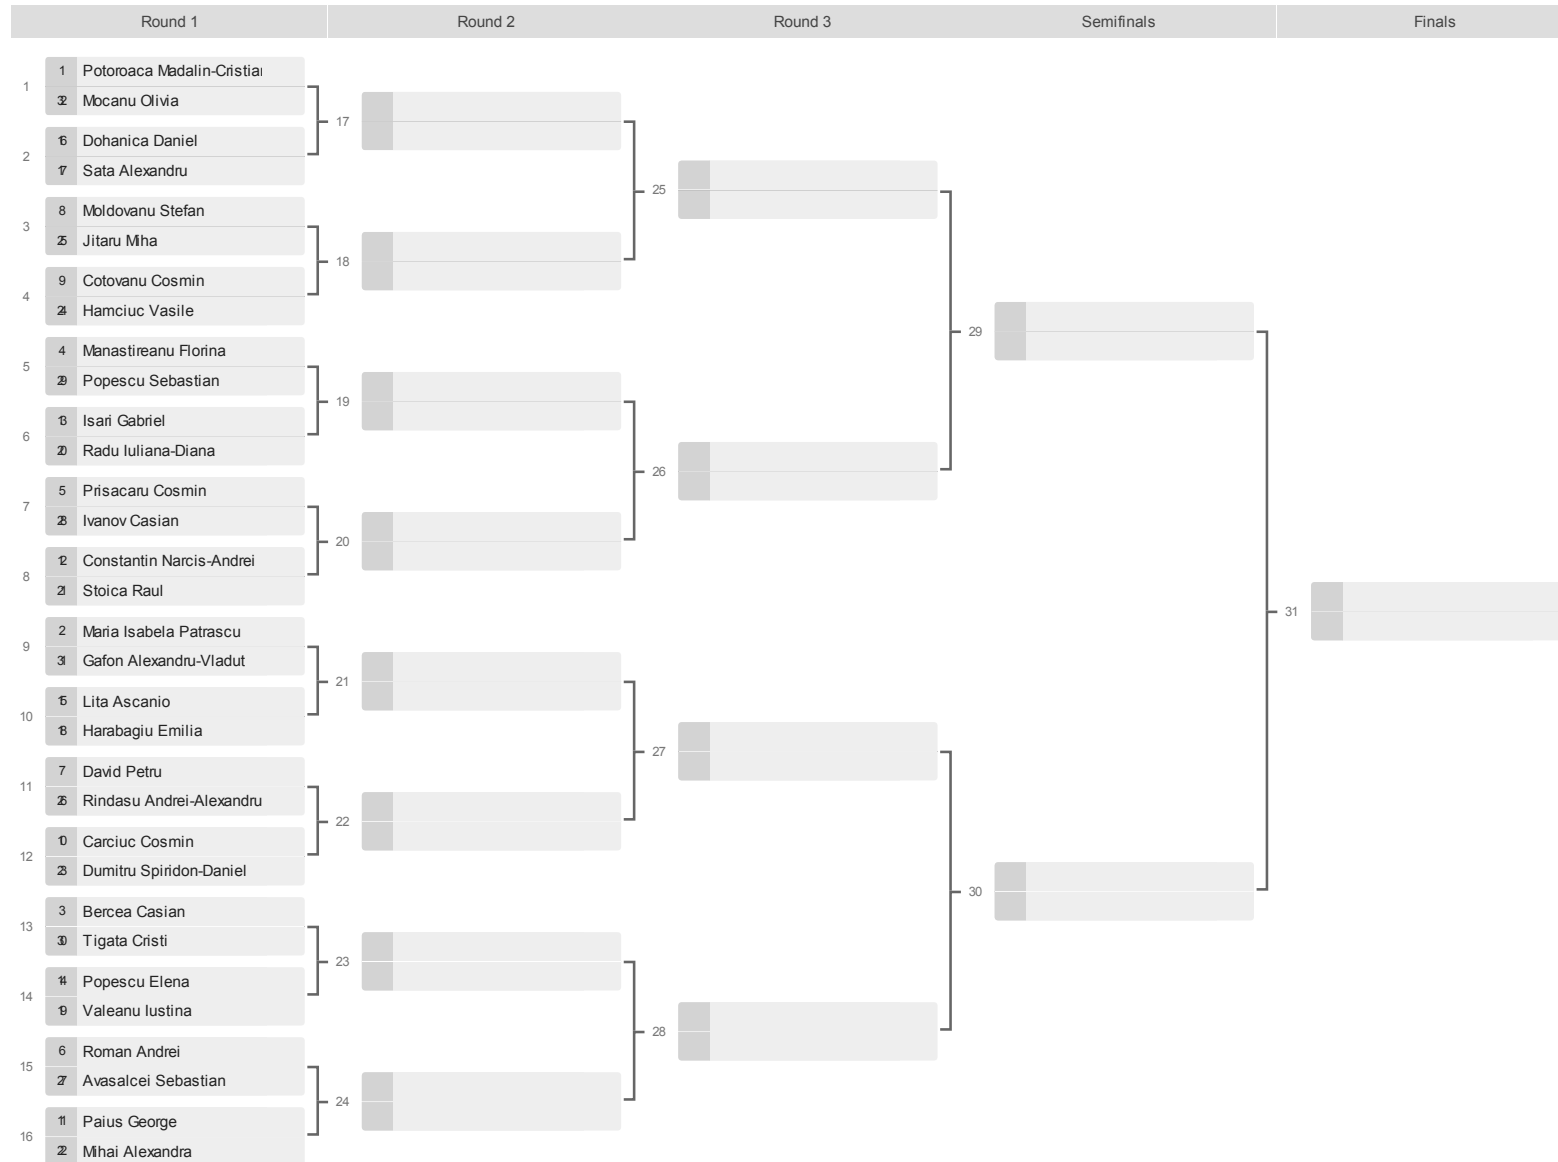 Round 1 Round 2 Round 3 Semifinals Finals
1
1 Potoroaca Madalin-Cristian
32 Mocanu Olivia
2
16 Dohanica Daniel
17 Sata Alexandru
3
8 Moldovanu Stefan
25 Jitaru Miha
4
9 Cotovanu Cosmin
24 Hamciuc Vasile
5
4 Manastireanu Florina
29 Popescu Sebastian
6
13 Isari Gabriel
20 Radu Iuliana-Diana
7
5 Prisacaru Cosmin
28 Ivanov Casian
8
12 Constantin Narcis-Andrei
21 Stoica Raul
9
2 Maria Isabela Patrascu
31 Gafon Alexandru-Vladut
10
15 Lita Ascanio
18 Harabagiu Emilia
11
7 David Petru
26 Rindasu Andrei-Alexandru
12
10 Carciuc Cosmin
23 Dumitru Spiridon-Daniel
13
3 Bercea Casian
30 Tigata Cristi
14
14 Popescu Elena
19 Valeanu Iustina
15
6 Roman Andrei
27 Avasalcei Sebastian
16
11 Paius George
22 Mihai Alexandra
17
18
19
20
21
22
23
24
25
26
27
28
29
30
31